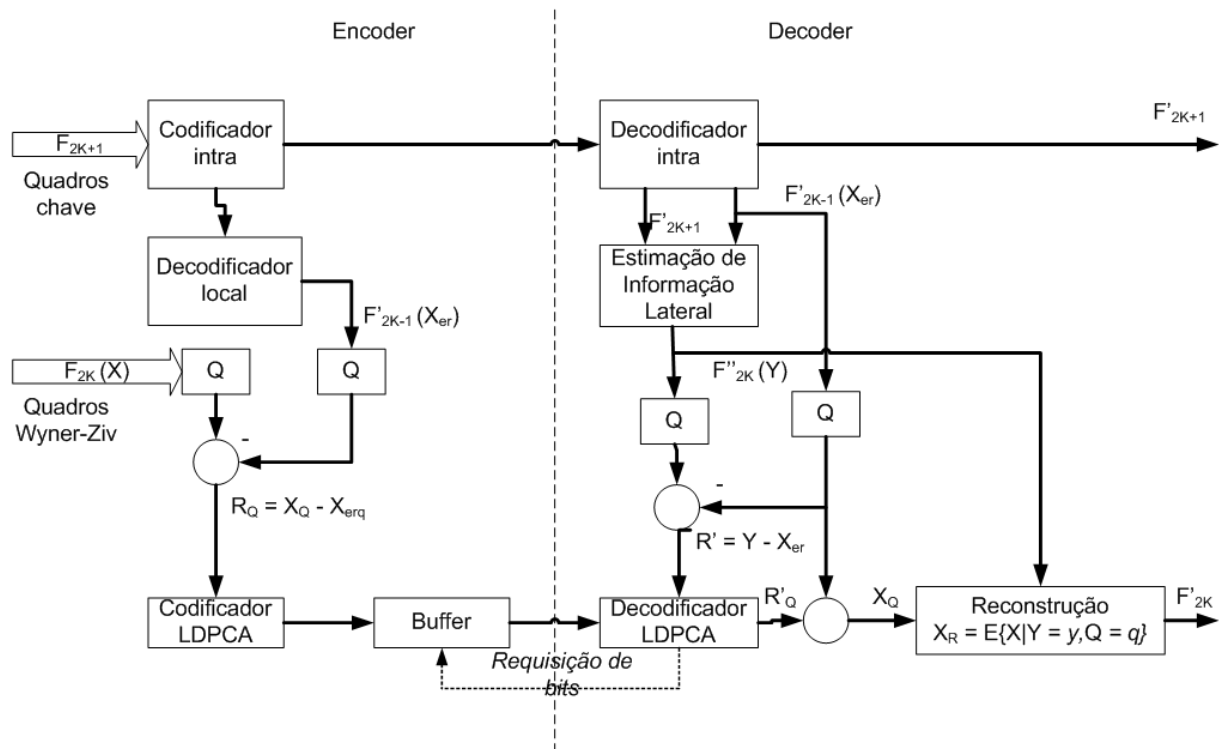 Encoder
Decoder
F2K+1
Quadros
chave
Codificador
intra
Decodificador
intra
F'2K+1
F'2K+1
F'2K-1 (Xer)
Decodificador
local
Estimação de
Informação
Lateral
F'2K-1 (Xer)
F2K (X)
Quadros
Wyner-Ziv
Q
Q
F''2K (Y)
Q
Q
-
-
RQ = XQ - Xerq
R' = Y - Xer
Codificador
LDPCA
Buffer
Decodificador
LDPCA
R'Q
XQ
Reconstrução
XR = E{X|Y = y,Q = q}
F'2K
Requisição de
bits